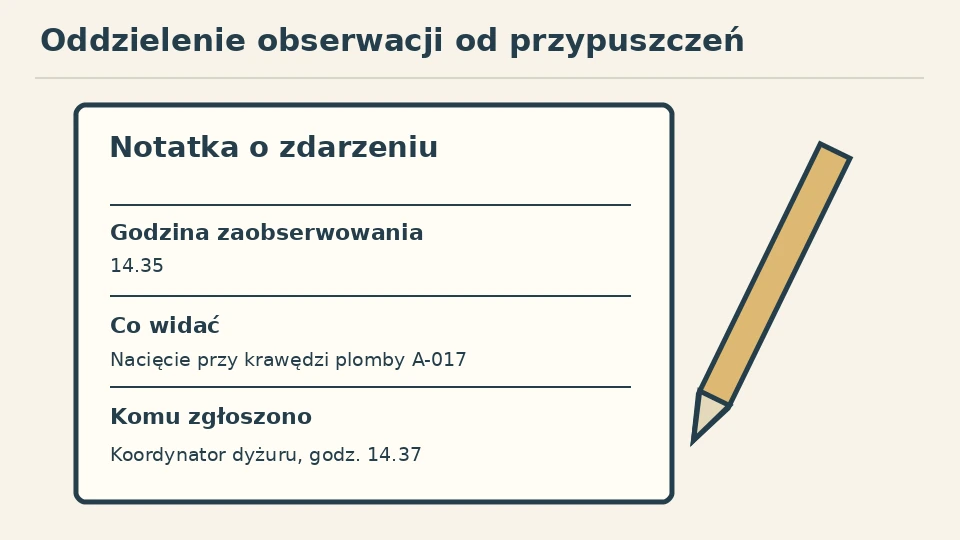 Oddzielenie obserwacji od przypuszczeń
Notatka o zdarzeniu
Godzina zaobserwowania
14.35
Co widać
Nacięcie przy krawędzi plomby A-017
Komu zgłoszono
Koordynator dyżuru, godz. 14.37